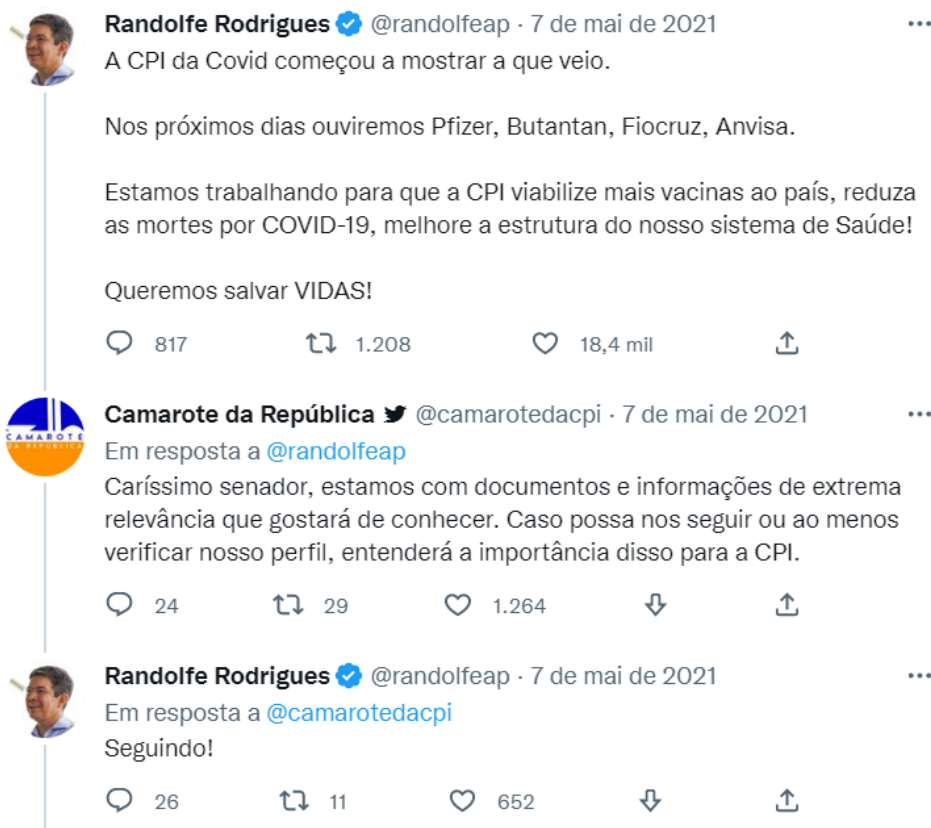 Randolfe Rodrigues @randolfeap · 7 de mai de 2021
A CPI da Covid começou a mostrar a que veio.
Nos próximos dias ouviremos Pfizer, Butantan, Fiocruz, Anvisa.
Estamos trabalhando para que a CPI viabilize mais vacinas ao país, reduza
as mortes por COVID-19, melhore a estrutura do nosso sistema de Saúde!
Queremos salvar VIDAS!
817 1.208 18,4 mil
CAMAROTE
DA REPÚBLICA
Camarote da República @camarotedacpi · 7 de mai de 2021
Em resposta a @randolfeap
Caríssimo senador, estamos com documentos e informações de extrema
relevância que gostará de conhecer. Caso possa nos seguir ou ao menos
verificar nosso perfil, entenderá a importância disso para a CPI.
24 29 1.264
Randolfe Rodrigues @randolfeap · 7 de mai de 2021
Em resposta a @camarotedacpi
Seguindo!
26 11 652